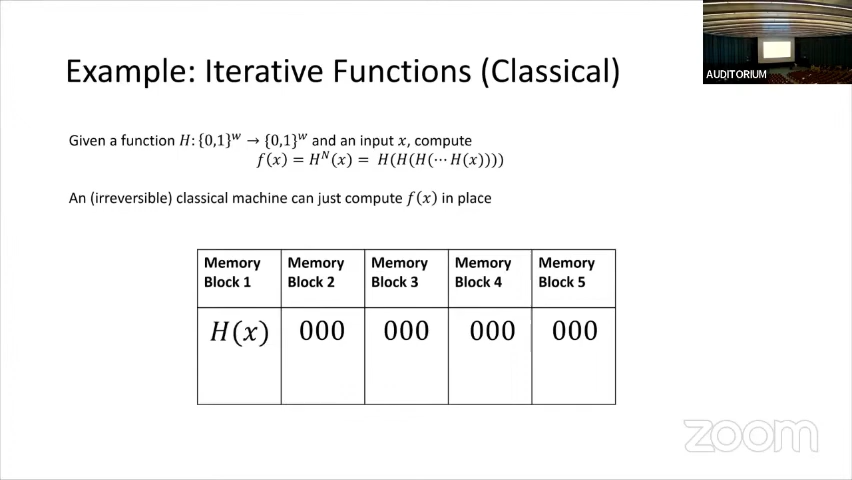 AUDITORIUM
Example: Iterative Functions (Classical)
Given a function H: {0,1}^w → {0,1}^w and an input x, compute
f(x) = H^N(x) = H(H(H(⋯ H(x))))
An (irreversible) classical machine can just compute f(x) in place
Memory Block 1 Memory Block 2 Memory Block 3 Memory Block 4 Memory Block 5
H(x) 000 000 000 000
zoom